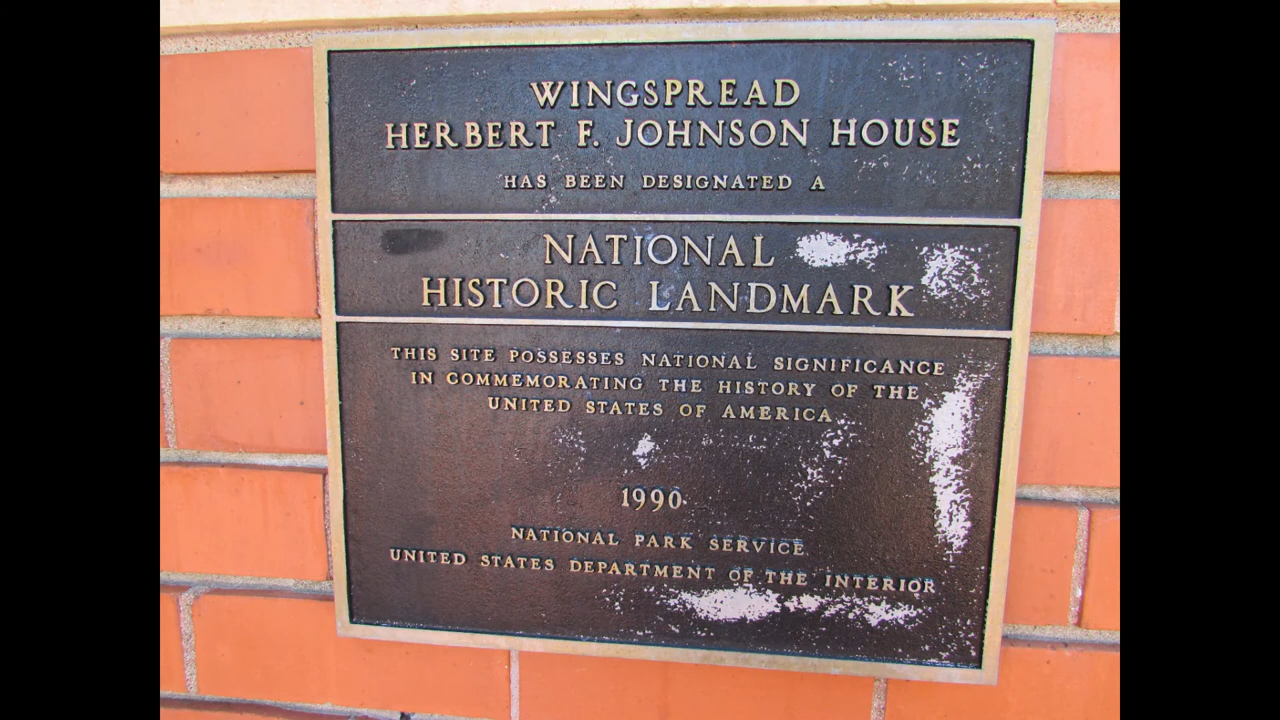 WINGSPREAD
HERBERT F. JOHNSON HOUSE
HAS BEEN DESIGNATED A
NATIONAL
HISTORIC LANDMARK
THIS SITE POSSESSES NATIONAL SIGNIFICANCE
IN COMMEMORATING THE HISTORY OF THE
UNITED STATES OF AMERICA
1990
NATIONAL PARK SERVICE
UNITED STATES DEPARTMENT OF THE INTERIOR